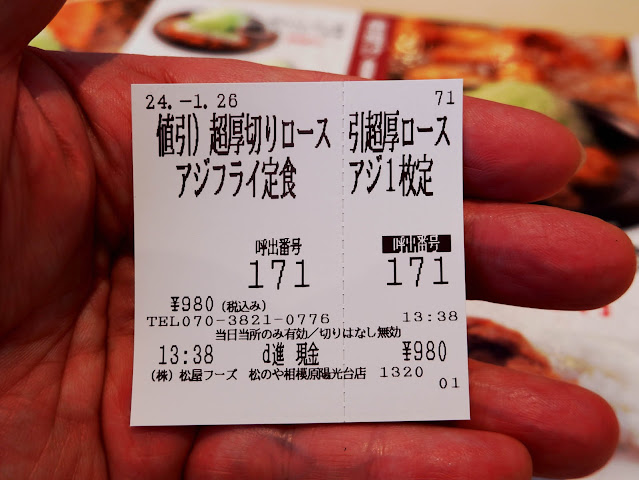 24.-1.26
71
値引) 超厚切りロース
引超厚ロース
アジフライ定食
アジ1枚定
呼出番号
呼出番号
171
171
¥980(税込み)
TEL070-3821-0776
13:38
当日当所のみ有効/切りはなし無効
13:38 d進 現金 ¥980
(株)松屋フーズ 松のや相模原陽光台店 1320
01